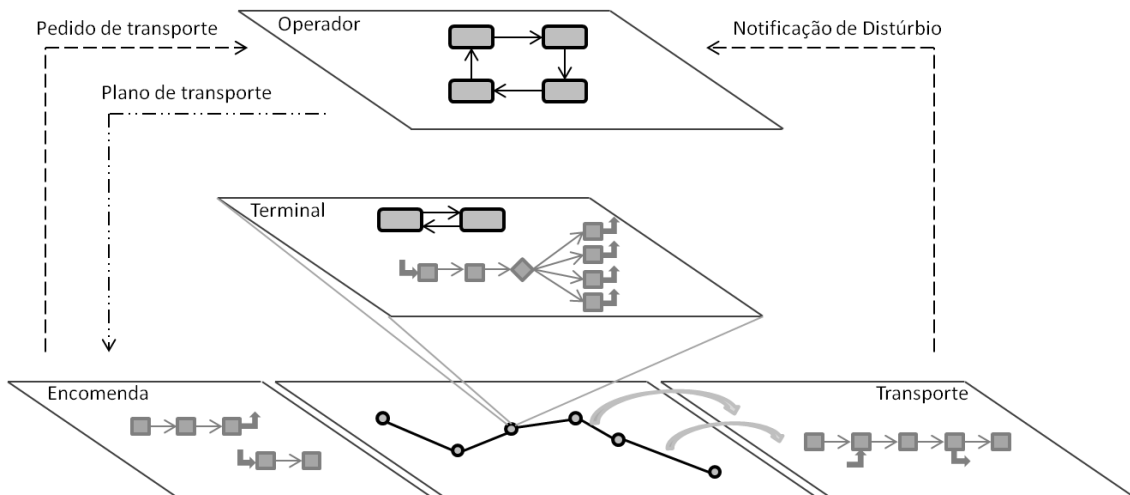 Operador
Pedido de transporte
Notificação de Distúrbio
Plano de transporte
Terminal
Encomenda
Transporte